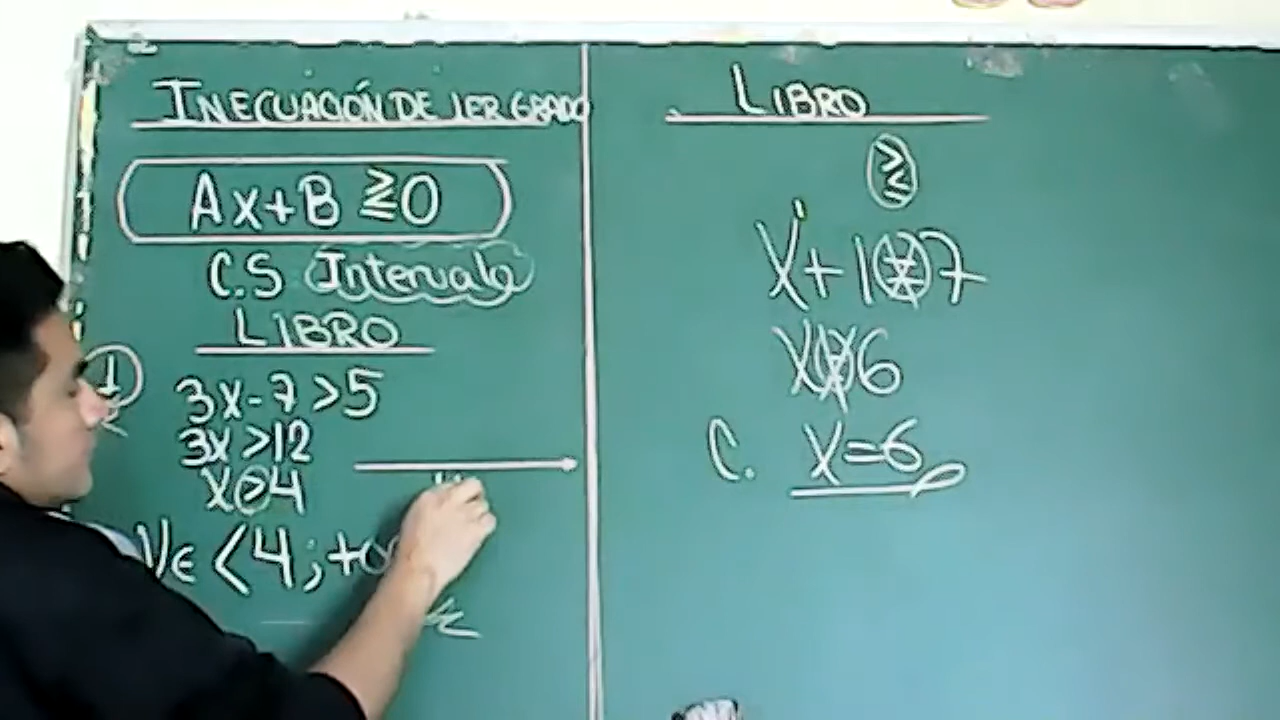 INECUACIÓN DE 1ER GRADO
Ax+B ≷ 0
C.S Intervalo
LIBRO
1
3x-7>5
3x>12
x>4
x∈<4;+∞
LIBRO
≷
x+1 7
x 6
C. x=6